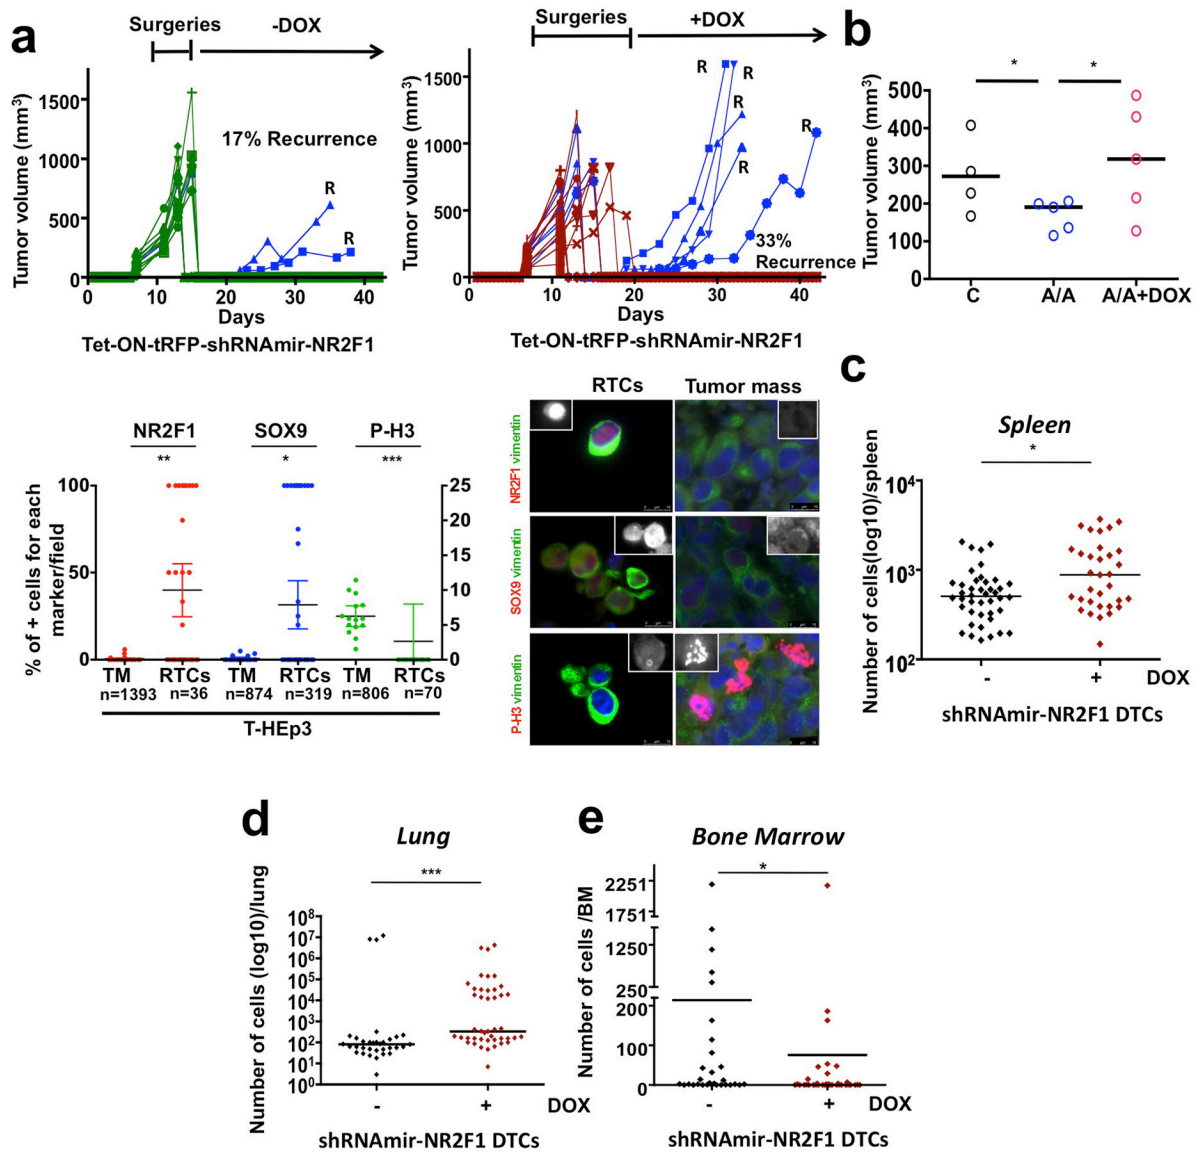 a
Surgeries
-DOX
Tumor volume (mm³)
1500
1000
500
0
17% Recurrence
R
R
0 10 20 30 40
Days
Tet-ON-tRFP-shRNAmir-NR2F1
Surgeries
+DOX
Tumor volume (mm³)
1500
1000
500
0
R
R
R
R
R
33%
Recurrence
0 10 20 30 40
Days
Tet-ON-tRFP-shRNAmir-NR2F1
b
Tumor volume (mm³)
500
400
300
200
100
0
* *
C A/A A/A+DOX
NR2F1 SOX9 P-H3
** * ***
% of + cells for each
marker/field
100
50
0
25
20
15
10
5
0
TM RTCs TM RTCs TM RTCs
n=1393 n=36 n=874 n=319 n=806 n=70
T-HEp3
RTCs Tumor mass
NR2F1 vimentin
SOX9 vimentin
P-H3 vimentin
c
Spleen
*
Number of cells(log10)/spleen
10⁴
10³
10²
- + DOX
shRNAmir-NR2F1 DTCs
d
Lung
***
Number of cells (log10)/lung
10⁸
10⁷
10⁶
10⁵
10⁴
10³
10²
10¹
10⁰
- + DOX
shRNAmir-NR2F1 DTCs
e
Bone Marrow
*
Number of cells /BM
2251
1751
1250
250
200
100
0
- + DOX
shRNAmir-NR2F1 DTCs